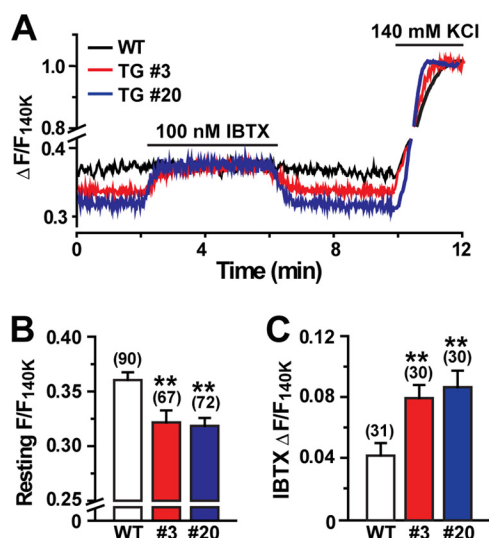 A
140 mM KCl
WT
TG #3
TG #20
100 nM IBTX
Δ F/F140K
1.0
0.8
0.4
0.3
0 4 8 12
Time (min)
B
Resting F/F140K
0.40
0.35
0.30
0.25
0
(90)
**
(67)
**
(72)
WT #3 #20
C
IBTX Δ F/F140K
0.12
0.08
0.04
0
(31)
**
(30)
**
(30)
WT #3 #20